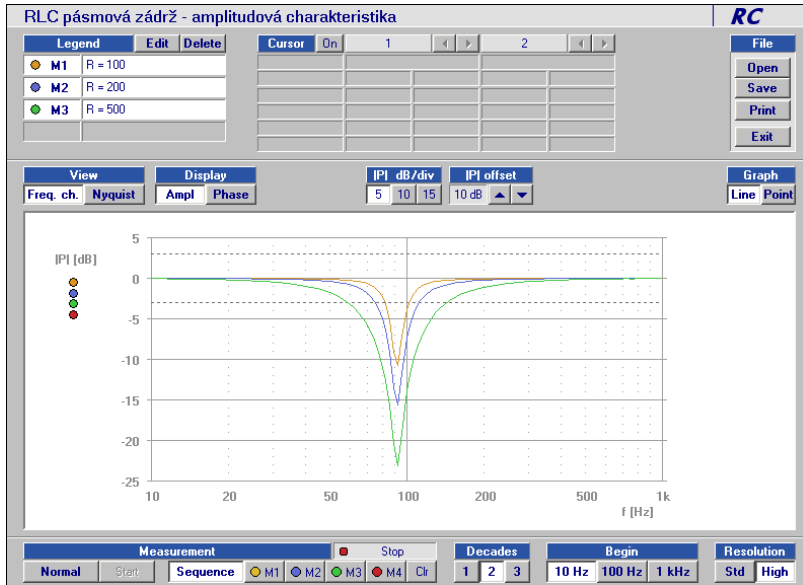 RLC pásmová zádrž - amplitudová charakteristika RC
Legend Edit Delete Cursor On 1 2 File
M1 R = 100
M2 R = 200
M3 R = 500
Open
Save
Print
Exit
View Display |P| dB/div |P| offset Graph
Freq. ch. Nyquist Ampl Phase 5 10 15 10 dB Line Point
|P| [dB]
5
0
-5
-10
-15
-20
-25
10 20 50 100 200 500 1k
f [Hz]
Measurement Stop Decades Begin Resolution
Normal Start Sequence M1 M2 M3 M4 Clr 1 2 3 10 Hz 100 Hz 1 kHz Std High